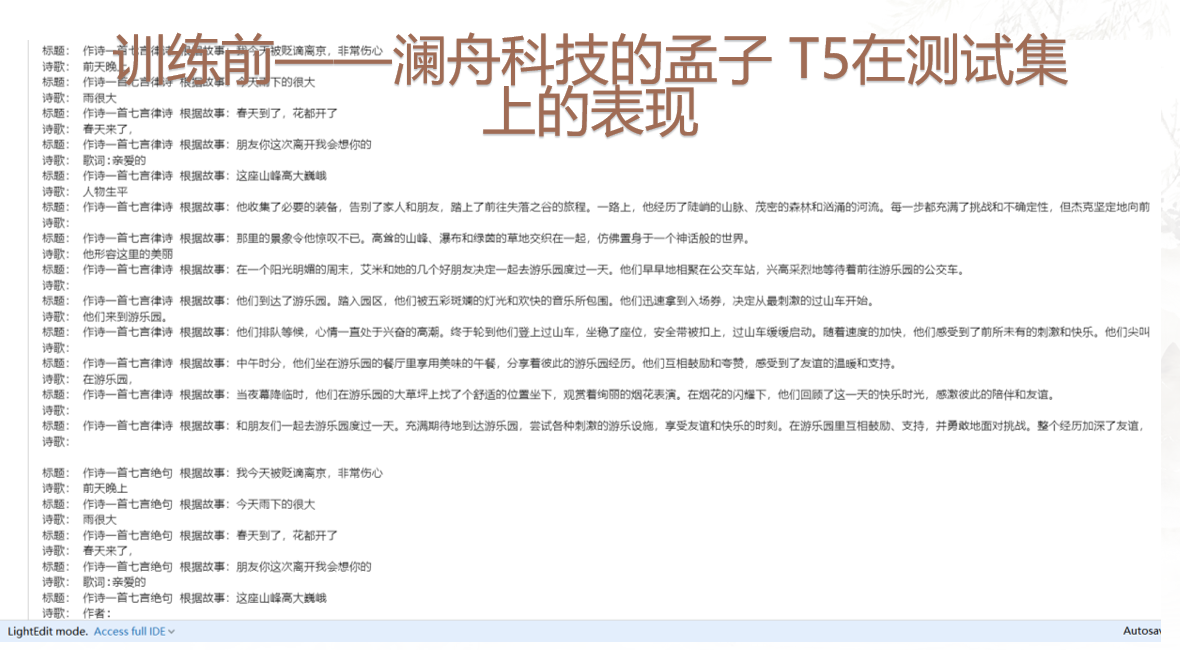 训练前——澜舟科技的孟子 T5在测试集
上的表现
标题： 作诗一首七言律诗 根据故事：我今天被贬谪离京，非常伤心
诗歌： 前天晚上
标题： 作诗一首七言律诗 根据故事：今天雨下的很大
诗歌： 雨很大
标题： 作诗一首七言律诗 根据故事：春天到了，花都开了
诗歌： 春天来了，
标题： 作诗一首七言律诗 根据故事：朋友你这次离开我会想你的
诗歌： 歌词:亲爱的
标题： 作诗一首七言律诗 根据故事：这座山峰高大巍峨
诗歌： 人物生平
标题： 作诗一首七言律诗 根据故事：他收集了必要的装备，告别了家人和朋友，踏上了前往失落之谷的旅程。一路上，他经历了陡峭的山脉、茂密的森林和汹涌的河流。每一步都充满了挑战和不确定性，但杰克坚定地向前
诗歌：
标题： 作诗一首七言律诗 根据故事：那里的景象令他惊叹不已。高耸的山峰、瀑布和绿茵的草地交织在一起，仿佛置身于一个神话般的世界。
诗歌： 他形容这里的美丽
标题： 作诗一首七言律诗 根据故事：在一个阳光明媚的周末，艾米和她的几个好朋友决定一起去游乐园度过一天。他们早早地相聚在公交车站，兴高采烈地等待着前往游乐园的公交车。
诗歌：
标题： 作诗一首七言律诗 根据故事：他们到达了游乐园。踏入园区，他们被五彩斑斓的灯光和欢快的音乐所包围。他们迅速拿到入场券，决定从最刺激的过山车开始。
诗歌： 他们来到游乐园。
标题： 作诗一首七言律诗 根据故事：他们排队等候，心情一直处于兴奋的高潮。终于轮到他们登上过山车，坐稳了座位，安全带被扣上，过山车缓缓启动。随着速度的加快，他们感受到了前所未有的刺激和快乐。他们尖叫
诗歌：
标题： 作诗一首七言律诗 根据故事：中午时分，他们坐在游乐园的餐厅里享用美味的午餐，分享着彼此的游乐园经历。他们互相鼓励和夸赞，感受到了友谊的温暖和支持。
诗歌： 在游乐园，
标题： 作诗一首七言律诗 根据故事：当夜幕降临时，他们在游乐园的大草坪上找了个舒适的位置坐下，观赏着绚丽的烟花表演。在烟花的闪耀下，他们回顾了这一天的快乐时光，感激彼此的陪伴和友谊。
诗歌：
标题： 作诗一首七言律诗 根据故事：和朋友们一起去游乐园度过一天。充满期待地到达游乐园，尝试各种刺激的游乐设施，享受友谊和快乐的时刻。在游乐园里互相鼓励、支持，并勇敢地面对挑战。整个经历加深了友谊，
诗歌：
标题： 作诗一首七言绝句 根据故事：我今天被贬谪离京，非常伤心
诗歌： 前天晚上
标题： 作诗一首七言绝句 根据故事：今天雨下的很大
诗歌： 雨很大
标题： 作诗一首七言绝句 根据故事：春天到了，花都开了
诗歌： 春天来了，
标题： 作诗一首七言绝句 根据故事：朋友你这次离开我会想你的
诗歌： 歌词:亲爱的
标题： 作诗一首七言绝句 根据故事：这座山峰高大巍峨
诗歌： 作者：
LightEdit mode. Access full IDE Autosav